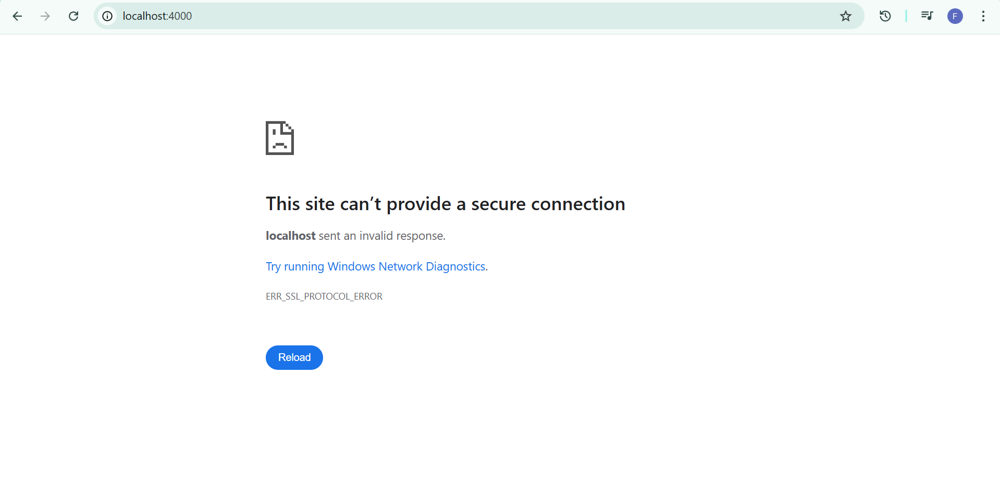 localhost:4000
F
This site can’t provide a secure connection
localhost sent an invalid response.
Try running Windows Network Diagnostics.
ERR_SSL_PROTOCOL_ERROR
Reload